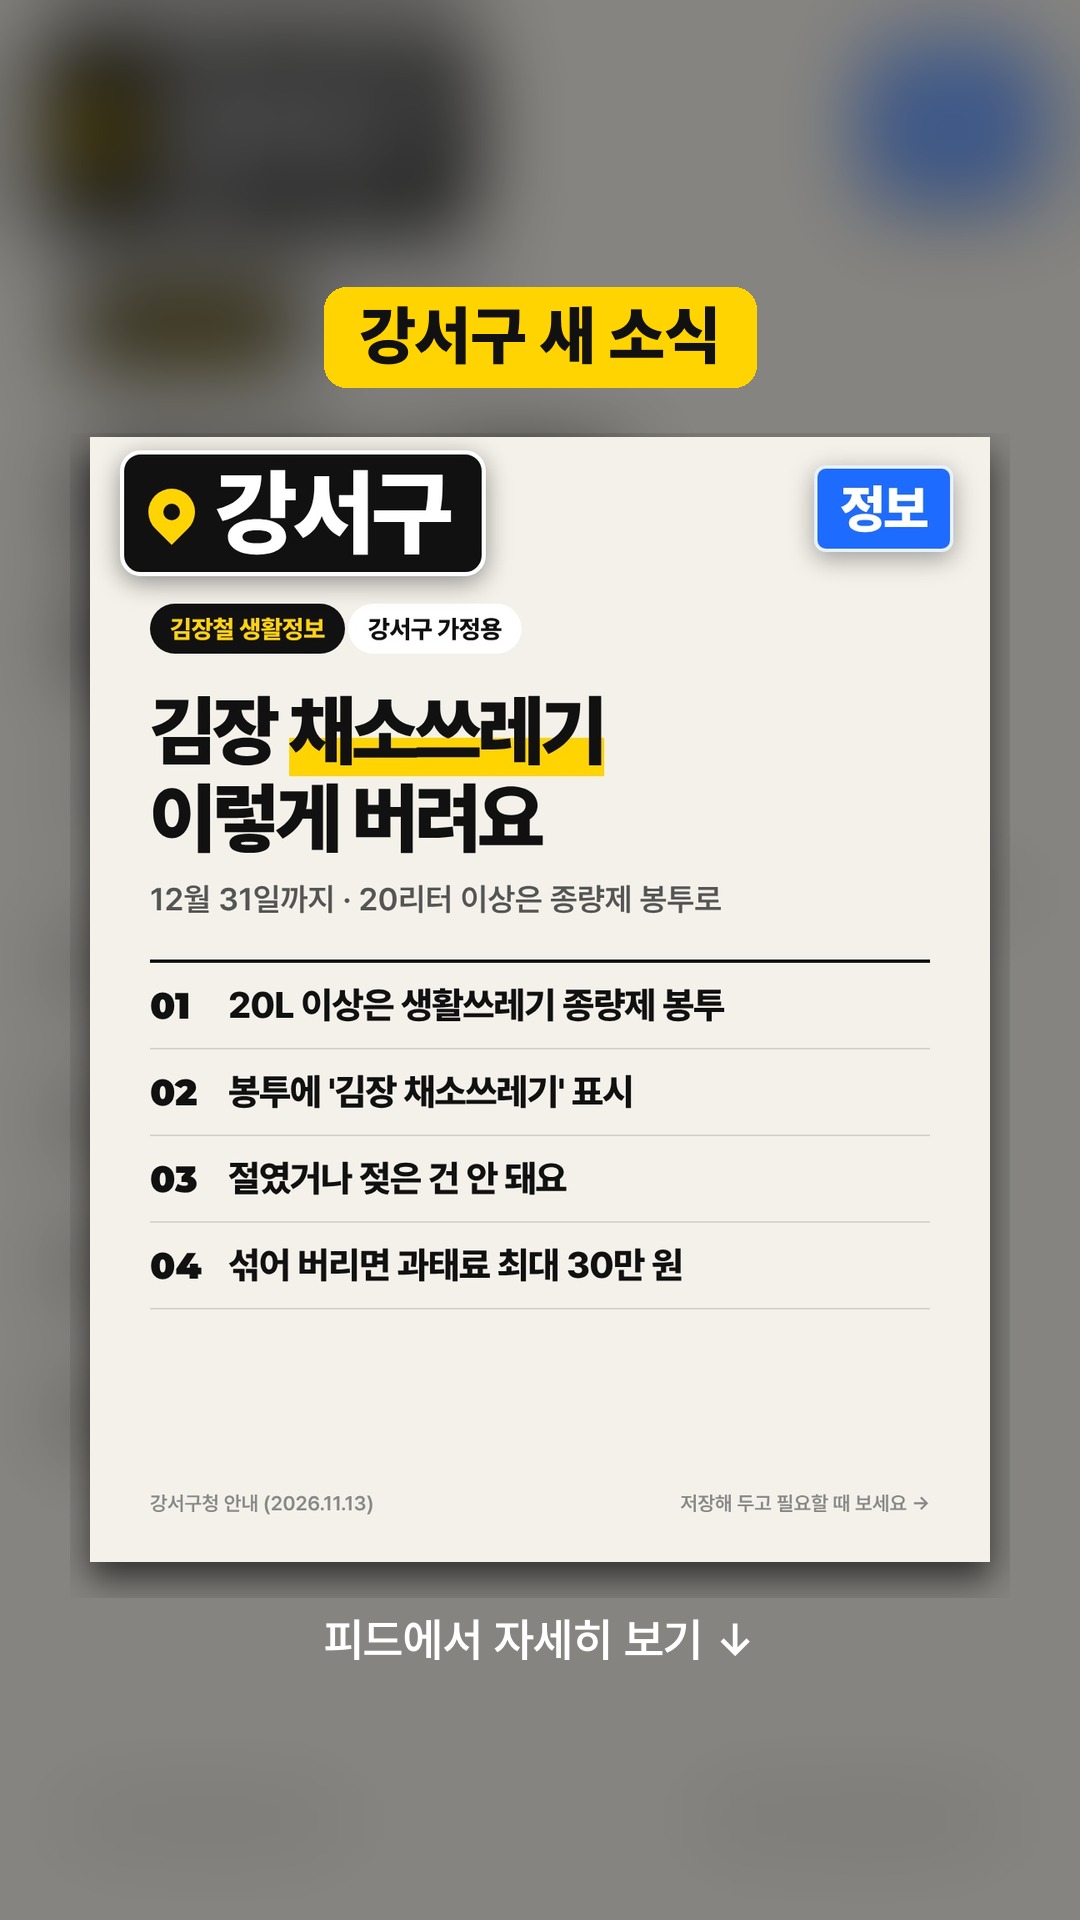 강서구 새 소식
강서구
정보
김장철 생활정보
강서구 가정용
김장 채소쓰레기
이렇게 버려요
12월 31일까지 · 20리터 이상은 종량제 봉투로
01 20L 이상은 생활쓰레기 종량제 봉투
02 봉투에 '김장 채소쓰레기' 표시
03 절였거나 젖은 건 안 돼요
04 섞어 버리면 과태료 최대 30만 원
강서구청 안내 (2026.11.13)
저장해 두고 필요할 때 보세요 →
피드에서 자세히 보기 ↓